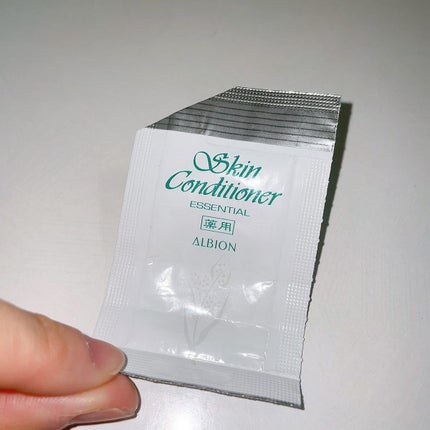 Skin
Conditioner
ESSENTIAL
薬用
ALBION